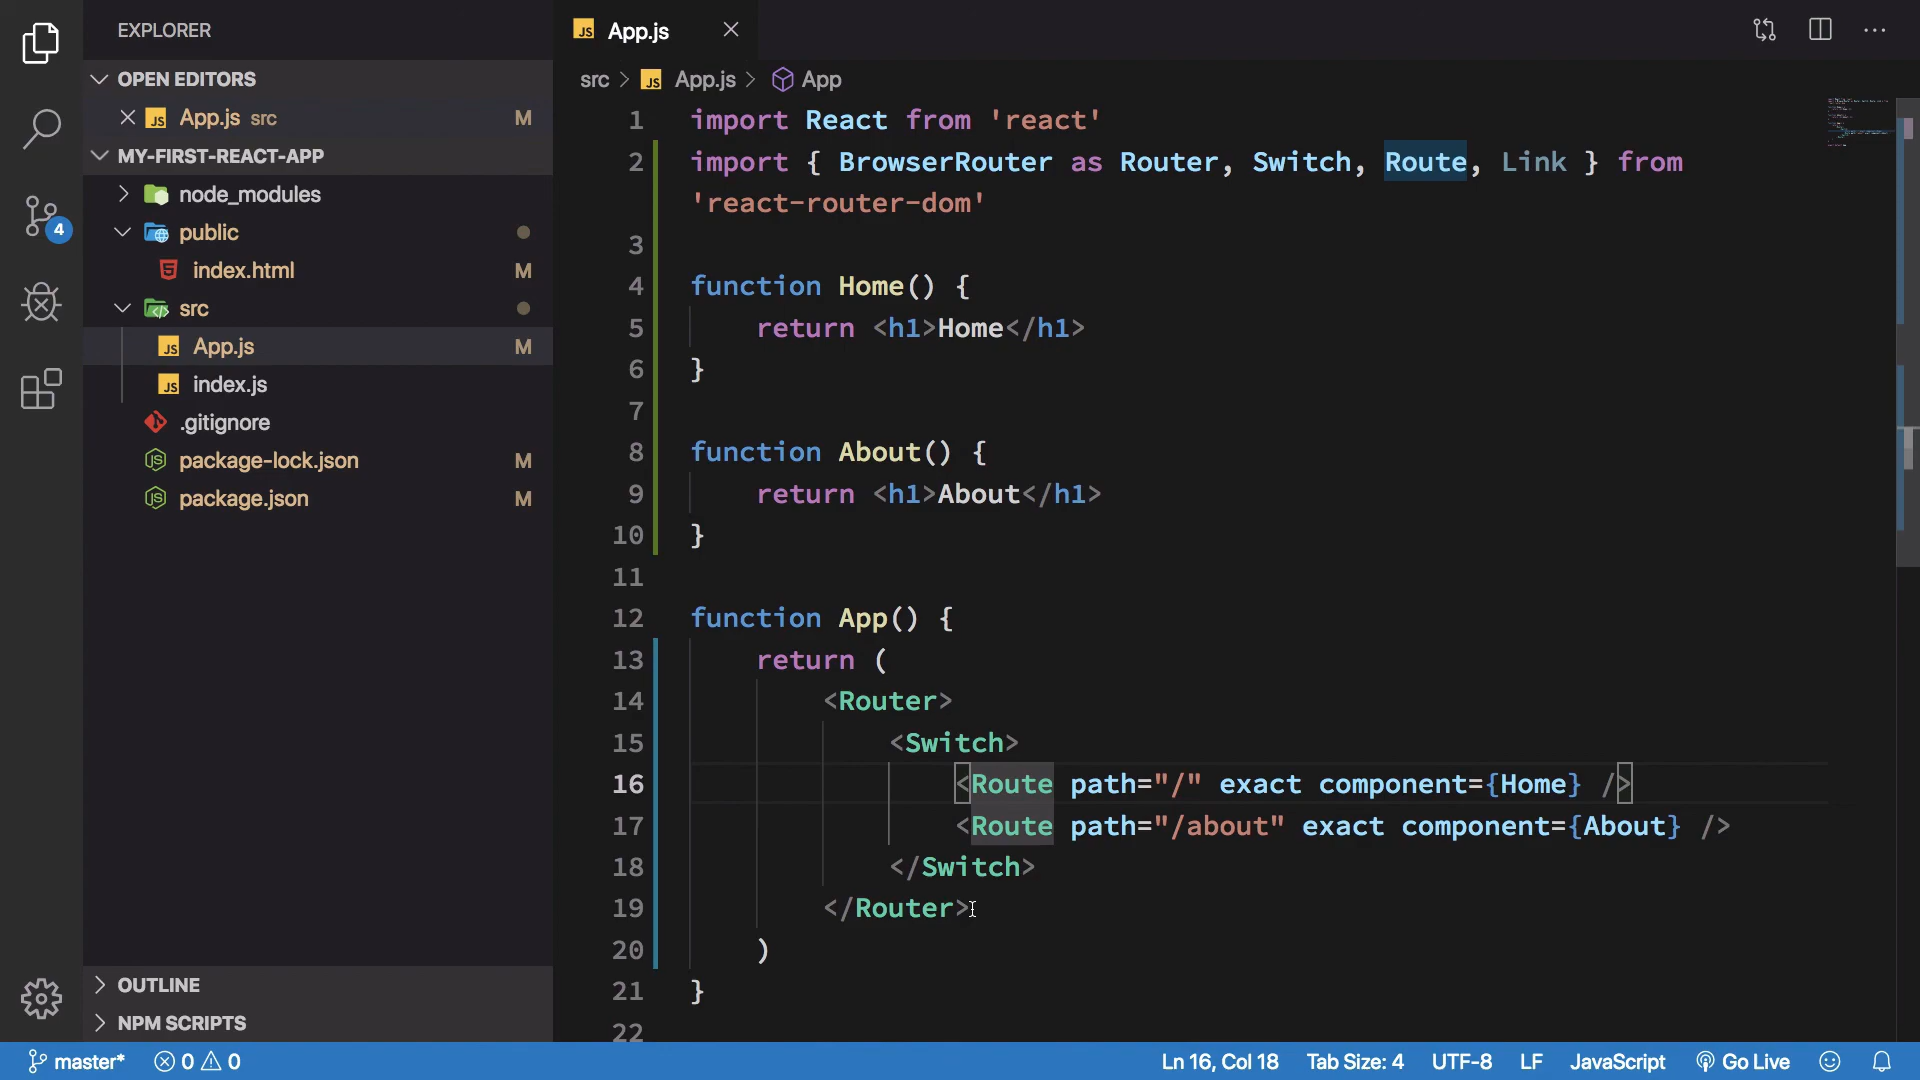 EXPLORER
OPEN EDITORS
App.js src M
MY-FIRST-REACT-APP
node_modules
public
index.html M
src
App.js M
index.js
.gitignore
package-lock.json M
package.json M
OUTLINE
NPM SCRIPTS
4
JS App.js
src > JS App.js > App
1 import React from 'react'
2 import { BrowserRouter as Router, Switch, Route, Link } from
'react-router-dom'
3
4 function Home() {
5 return <h1>Home</h1>
6 }
7
8 function About() {
9 return <h1>About</h1>
10 }
11
12 function App() {
13 return (
14 <Router>
15 <Switch>
16 <Route path="/" exact component={Home} />
17 <Route path="/about" exact component={About} />
18 </Switch>
19 </Router>
20 )
21 }
22
master* 0 0 Ln 16, Col 18 Tab Size: 4 UTF-8 LF JavaScript Go Live